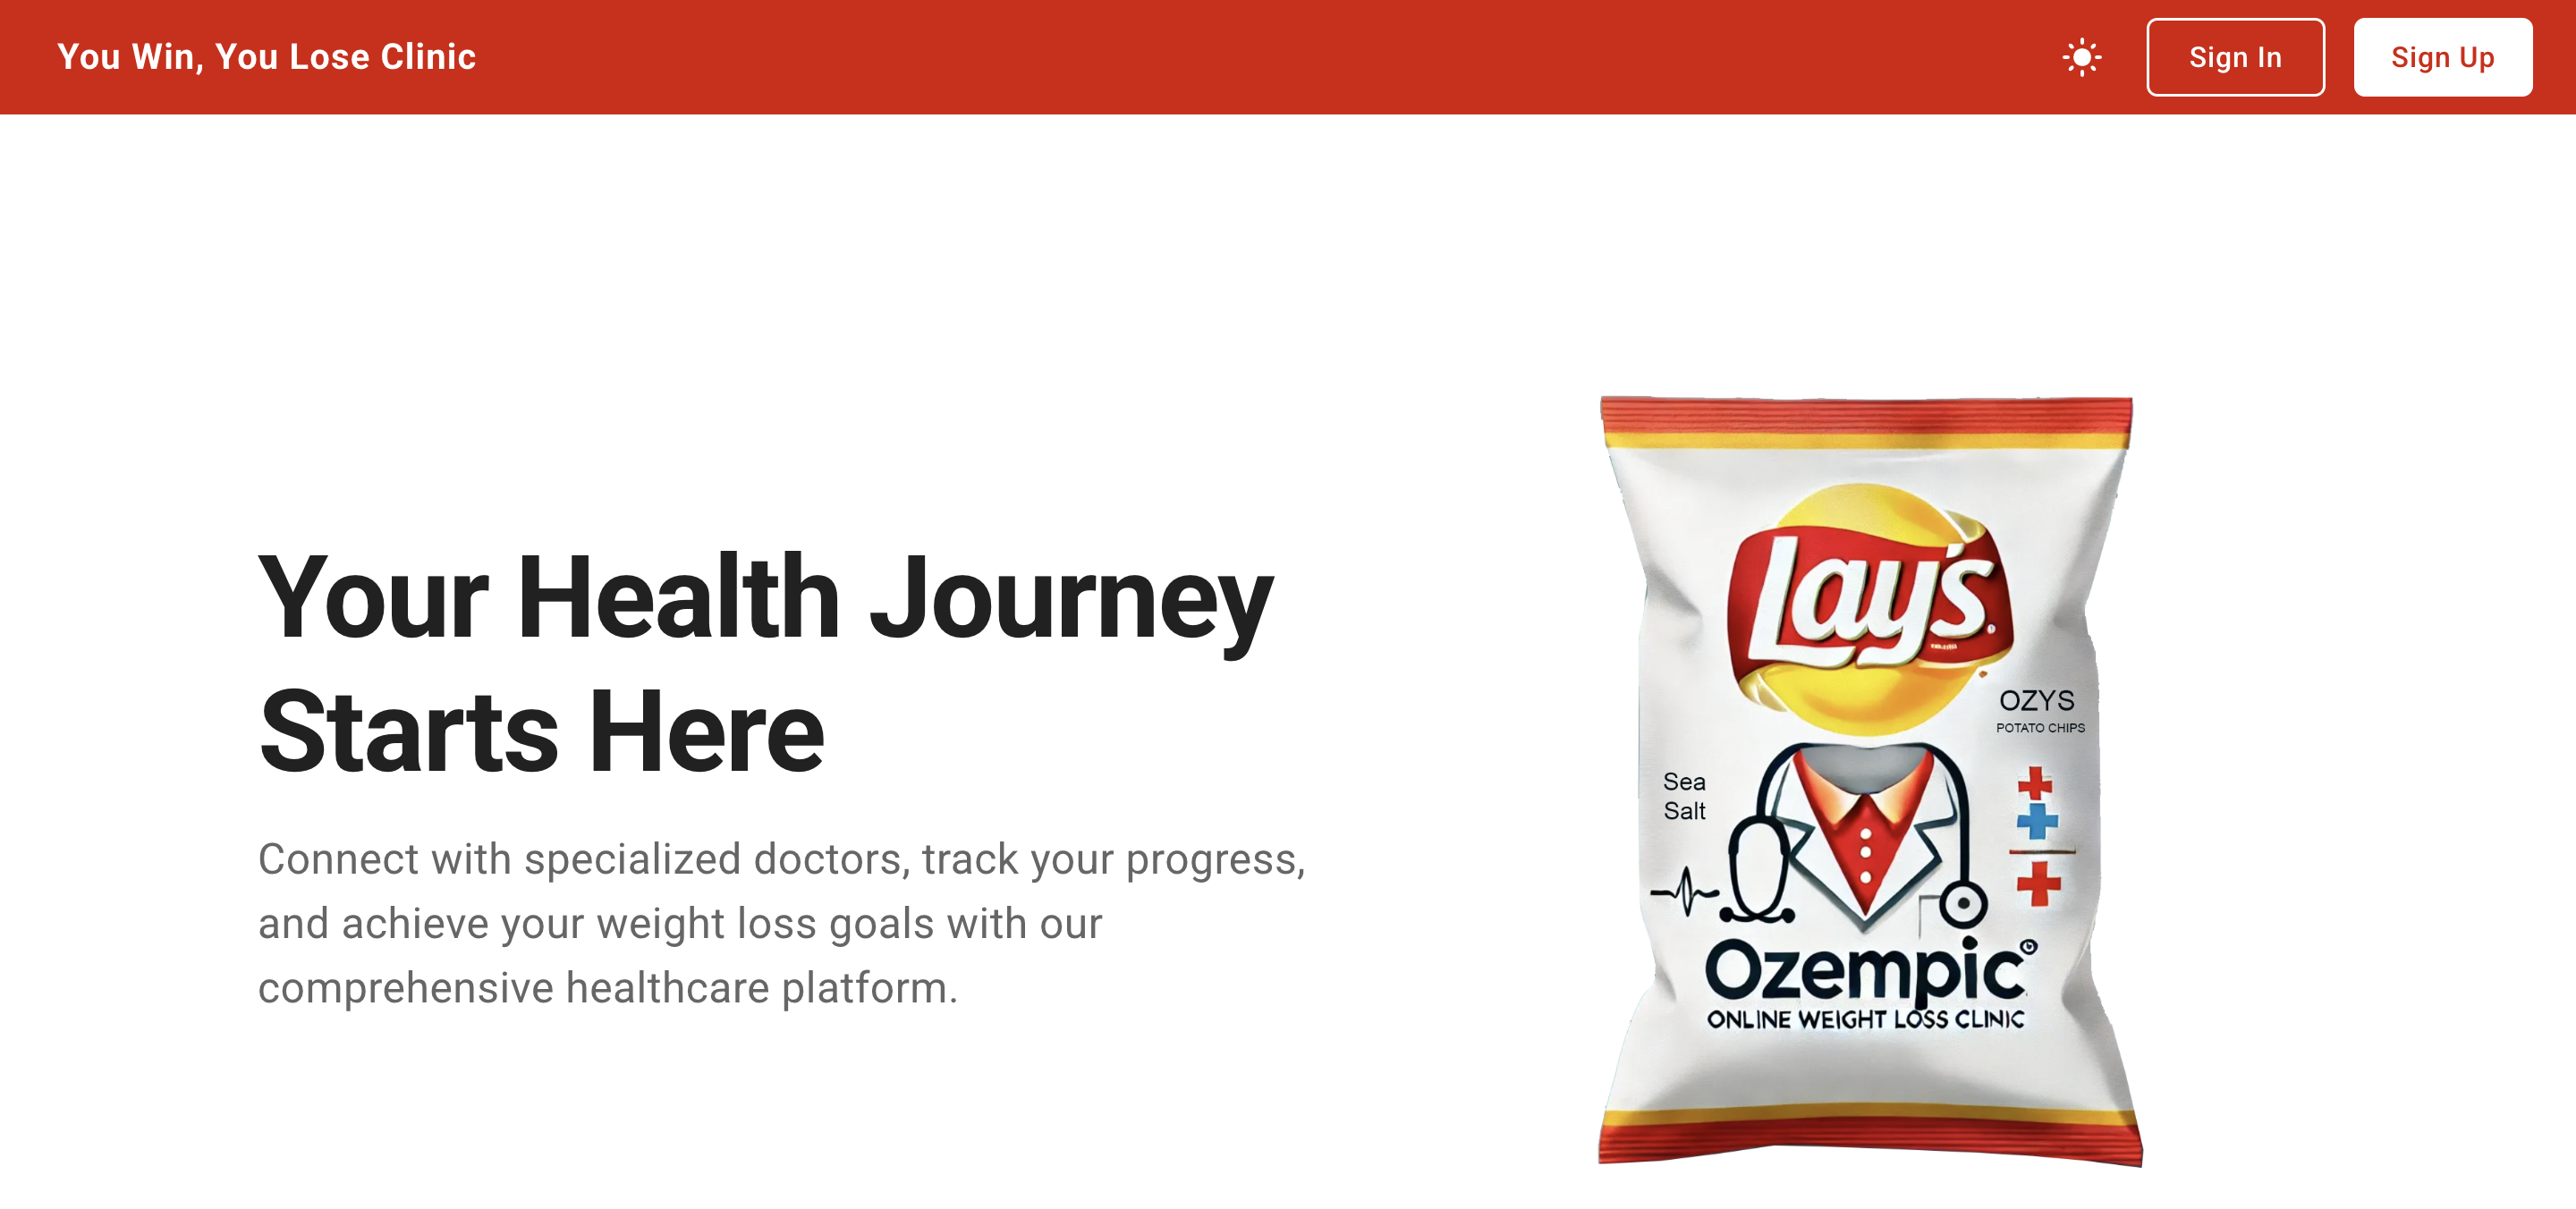 You Win, You Lose Clinic
Sign In
Sign Up
Your Health Journey
Starts Here
Connect with specialized doctors, track your progress,
and achieve your weight loss goals with our
comprehensive healthcare platform.
Lay's
OZYS
POTATO CHIPS
Sea
Salt
Ozempic
ONLINE WEIGHT LOSS CLINIC